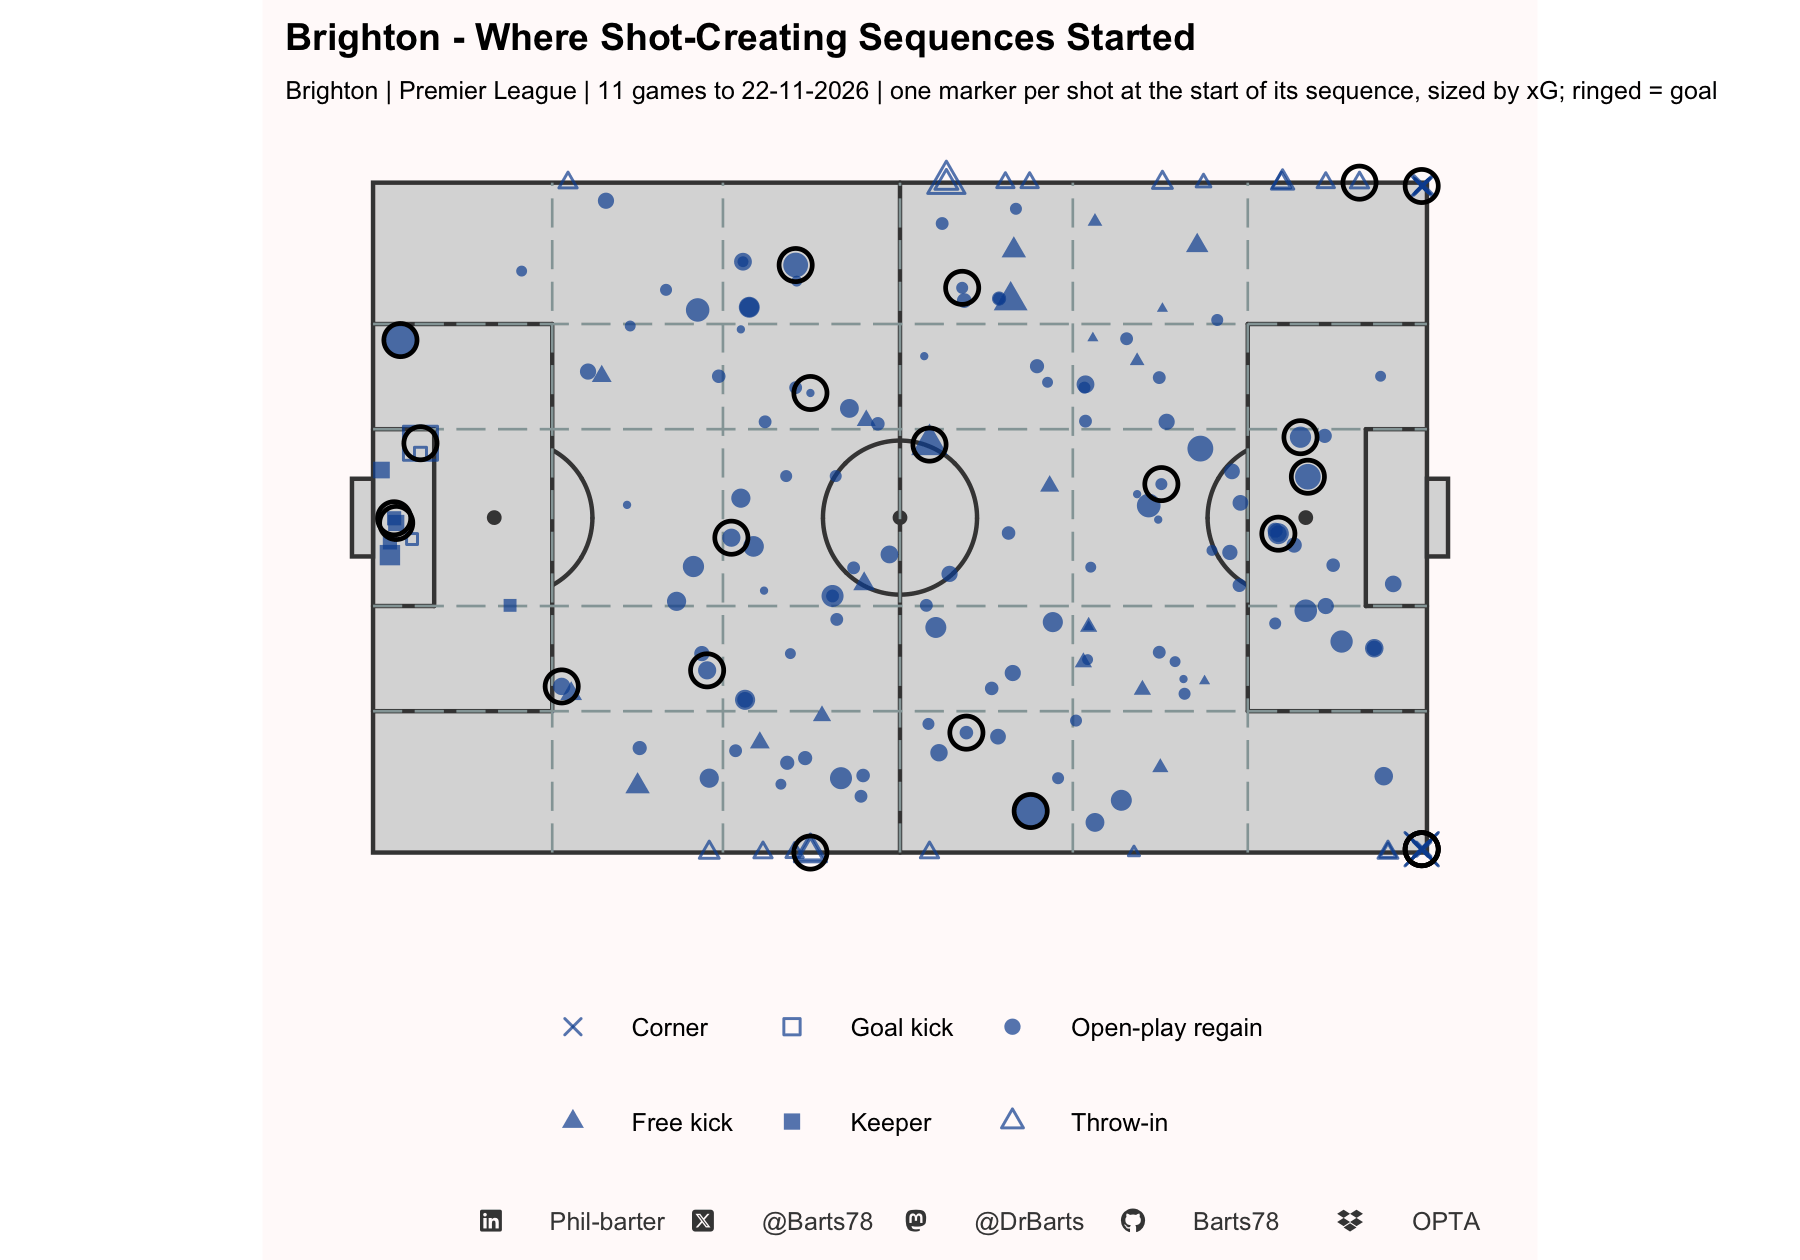 Brighton - Where Shot-Creating Sequences Started
Brighton | Premier League | 11 games to 22-11-2026 | one marker per shot at the start of its sequence, sized by xG; ringed = goal
Corner Goal kick Open-play regain
Free kick Keeper Throw-in
Phil-barter @Barts78 @DrBarts Barts78 OPTA